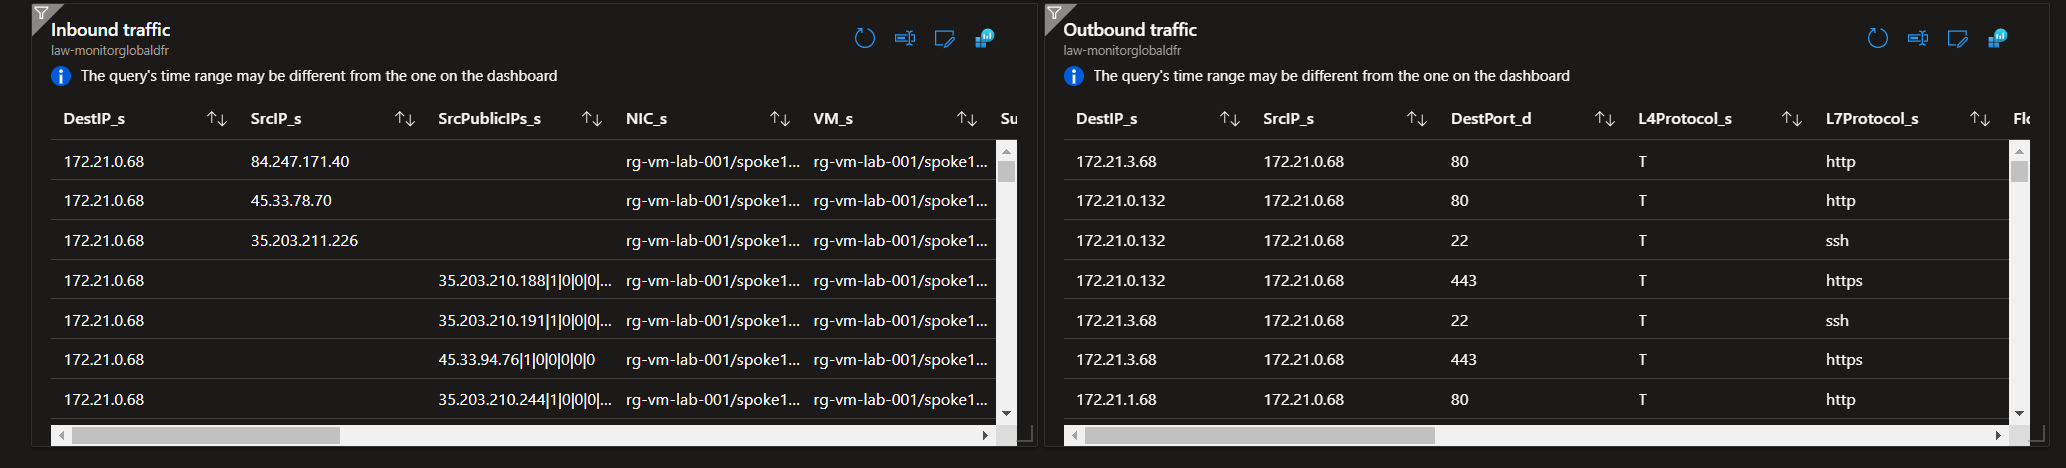 Inbound traffic
law-monitorglobaldfr
The query's time range may be different from the one on the dashboard
DestIP_s SrcIP_s SrcPublicIPs_s NIC_s VM_s Su
172.21.0.68 84.247.171.40 rg-vm-lab-001/spoke1... rg-vm-lab-001/spoke1...
172.21.0.68 45.33.78.70 rg-vm-lab-001/spoke1... rg-vm-lab-001/spoke1...
172.21.0.68 35.203.211.226 rg-vm-lab-001/spoke1... rg-vm-lab-001/spoke1...
172.21.0.68 35.203.210.188|1|0|0|0|... rg-vm-lab-001/spoke1... rg-vm-lab-001/spoke1...
172.21.0.68 35.203.210.191|1|0|0|0|... rg-vm-lab-001/spoke1... rg-vm-lab-001/spoke1...
172.21.0.68 45.33.94.76|1|0|0|0|0|0 rg-vm-lab-001/spoke1... rg-vm-lab-001/spoke1...
172.21.0.68 35.203.210.244|1|0|0|0|... rg-vm-lab-001/spoke1... rg-vm-lab-001/spoke1...
Outbound traffic
law-monitorglobaldfr
The query's time range may be different from the one on the dashboard
DestIP_s SrcIP_s DestPort_d L4Protocol_s L7Protocol_s Flo
172.21.3.68 172.21.0.68 80 T http
172.21.0.132 172.21.0.68 80 T http
172.21.0.132 172.21.0.68 22 T ssh
172.21.0.132 172.21.0.68 443 T https
172.21.3.68 172.21.0.68 22 T ssh
172.21.3.68 172.21.0.68 443 T https
172.21.1.68 172.21.0.68 80 T http